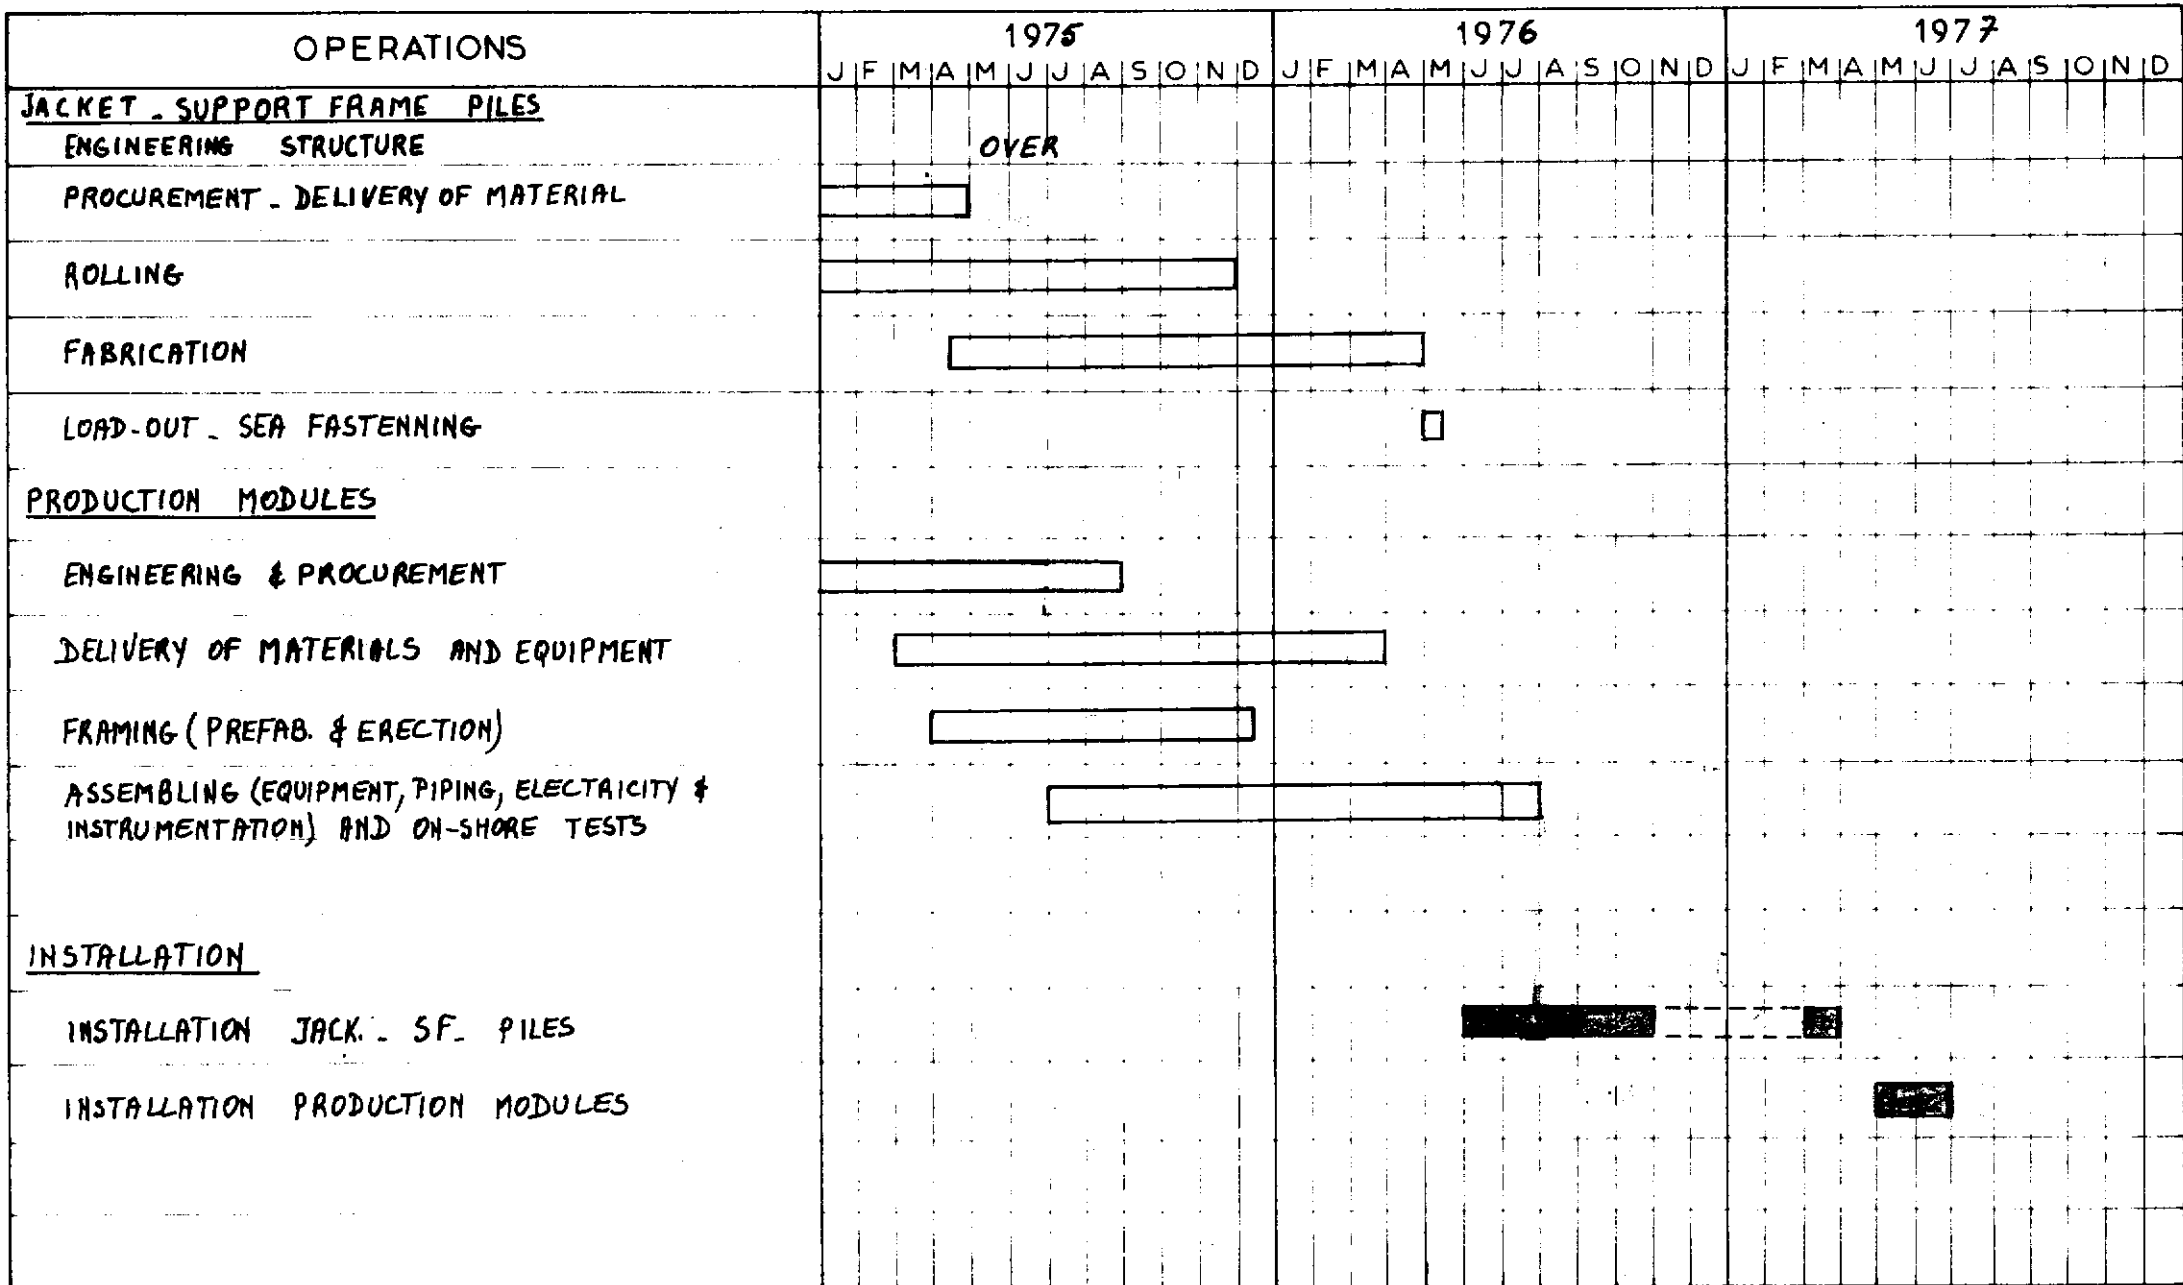 OPERATIONS 1975 1976 1977
J F M A M J J A S O N D J F M A M J J A S O N D J F M A M J J A S O N D
JACKET - SUPPORT FRAME PILES
ENGINEERING STRUCTURE OVER
PROCUREMENT - DELIVERY OF MATERIAL
ROLLING
FABRICATION
LOAD-OUT - SEA FASTENNING
PRODUCTION MODULES
ENGINEERING & PROCUREMENT
DELIVERY OF MATERIALS AND EQUIPMENT
FRAMING (PREFAB. & ERECTION)
ASSEMBLING (EQUIPMENT, PIPING, ELECTRICITY &
INSTRUMENTATION) AND ON-SHORE TESTS
INSTALLATION
INSTALLATION JACK. - SF - PILES
INSTALLATION PRODUCTION MODULES